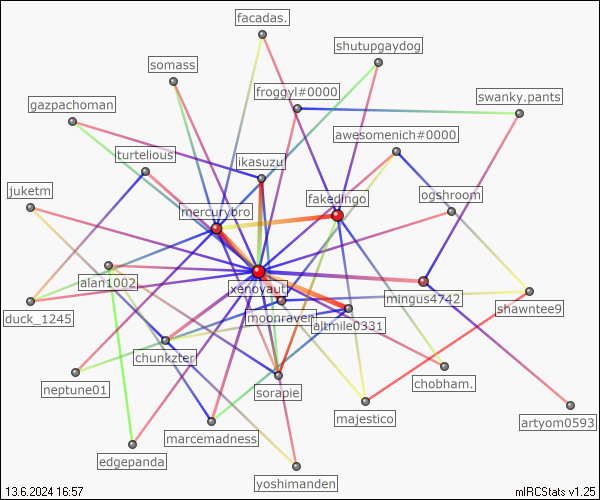 facadas.
shutupgaydog
somass
froggyl#0000
swanky.pants
gazpachoman
awesomenich#0000
turtelious
ikasuzu
juketm
ogshroom
fakedingo
mercurybro
alan1002
xenoyaut
mingus4742
moonraven
shawntee9
duck_1245
altmile0331
chunkzter
neptune01
sorapie
chobham.
majestico
artyom0593
marcemadness
edgepanda
yoshimanden
13.6.2024 16:57
mIRCStats v1.25